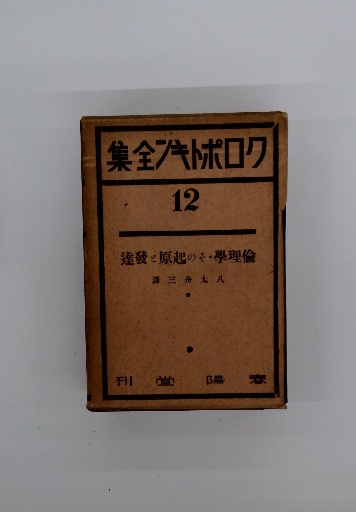 クロポトキン全集
12
倫理學・その起原と發達
八太舟三譯
春陽堂刊